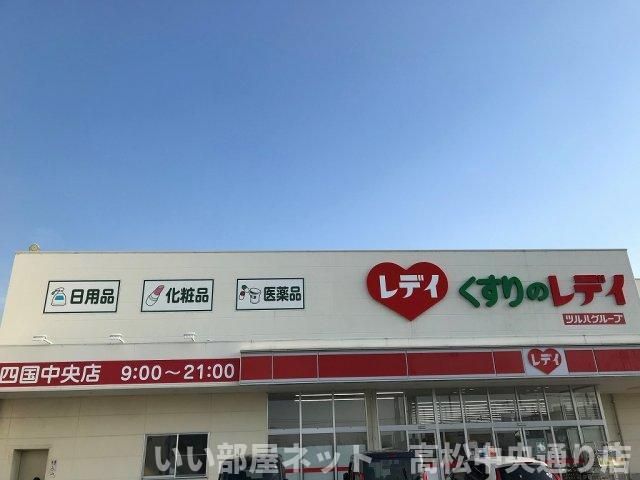 日用品
化粧品
医薬品
レデイ
くすりのレデイ
ツルハグループ
四国中央店 9:00～21:00
レデイ
いい部屋ネット 高松中央通り店